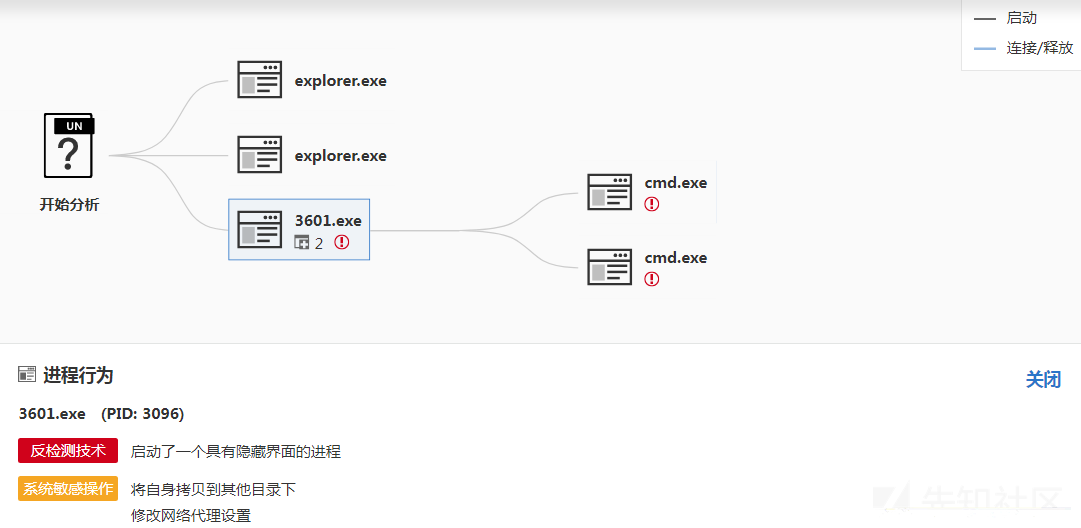 启动
连接/释放
explorer.exe
UN
?
explorer.exe
开始分析
3601.exe
2
cmd.exe
cmd.exe
进程行为
关闭
3601.exe (PID: 3096)
反检测技术 启动了一个具有隐藏界面的进程
系统敏感操作 将自身拷贝到其他目录下
修改网络代理设置
先知社区